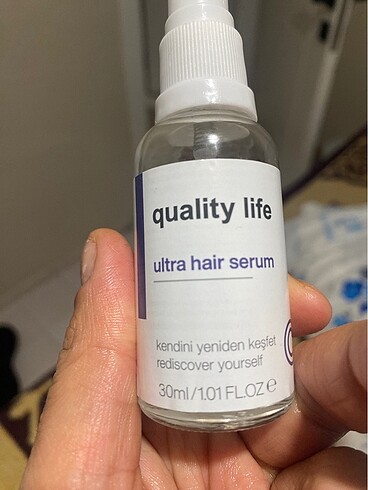 quality life
ultra hair serum
kendini yeniden keşfet
rediscover yourself
30ml/1.01 FL.OZ e